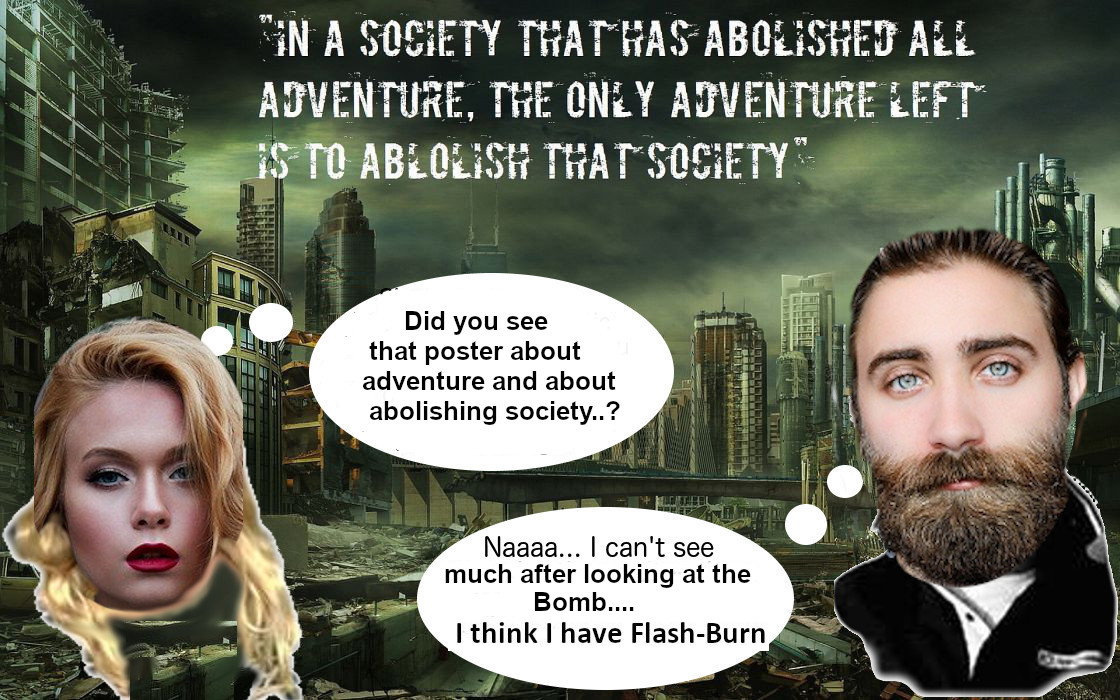 "IN A SOCIETY THAT HAS ABOLISHED ALL
ADVENTURE, THE ONLY ADVENTURE LEFT
IS TO ABLOLISH THAT SOCIETY"
Did you see
that poster about
adventure and about
abolishing society..?
Naaaa... I can't see
much after looking at the
Bomb....
I think I have Flash-Burn